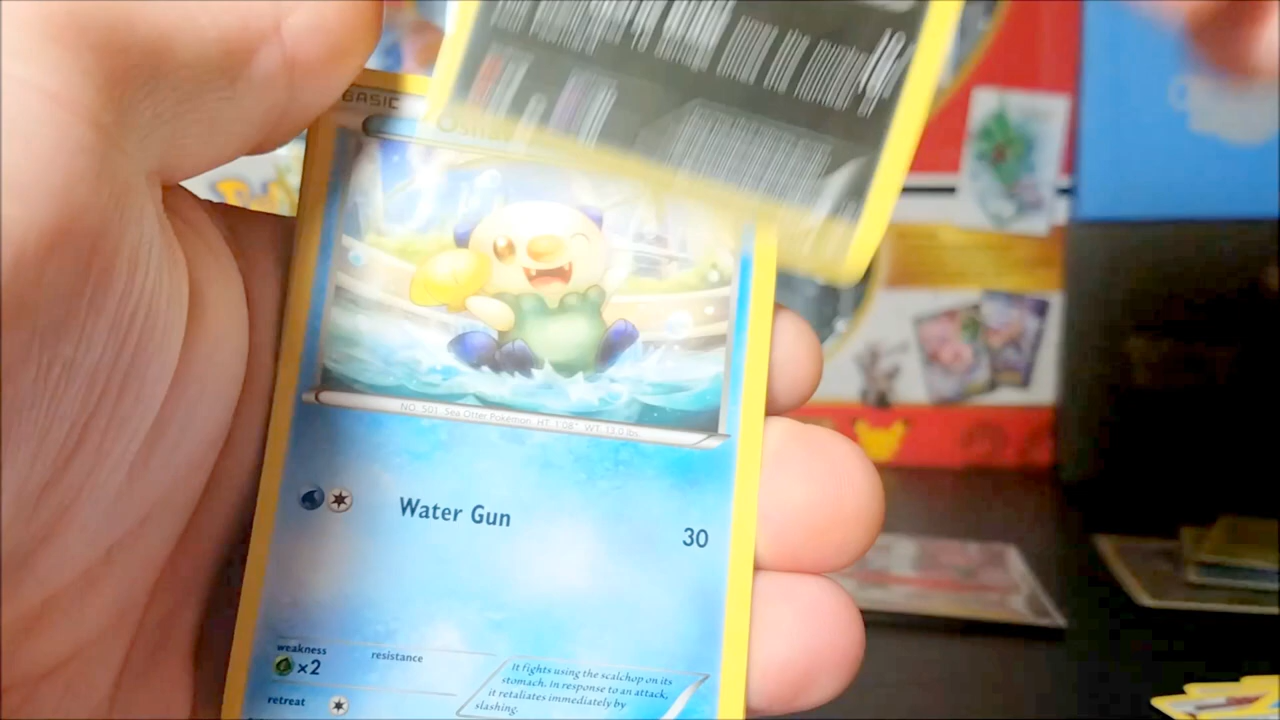 BASIC
NO. 501 Sea Otter Pokémon HT: 1'08" WT: 13.0 lbs.
Water Gun
30
weakness
×2
resistance
retreat
It fights using the scalchop on its
stomach. In response to an attack,
it retaliates immediately by
slashing.